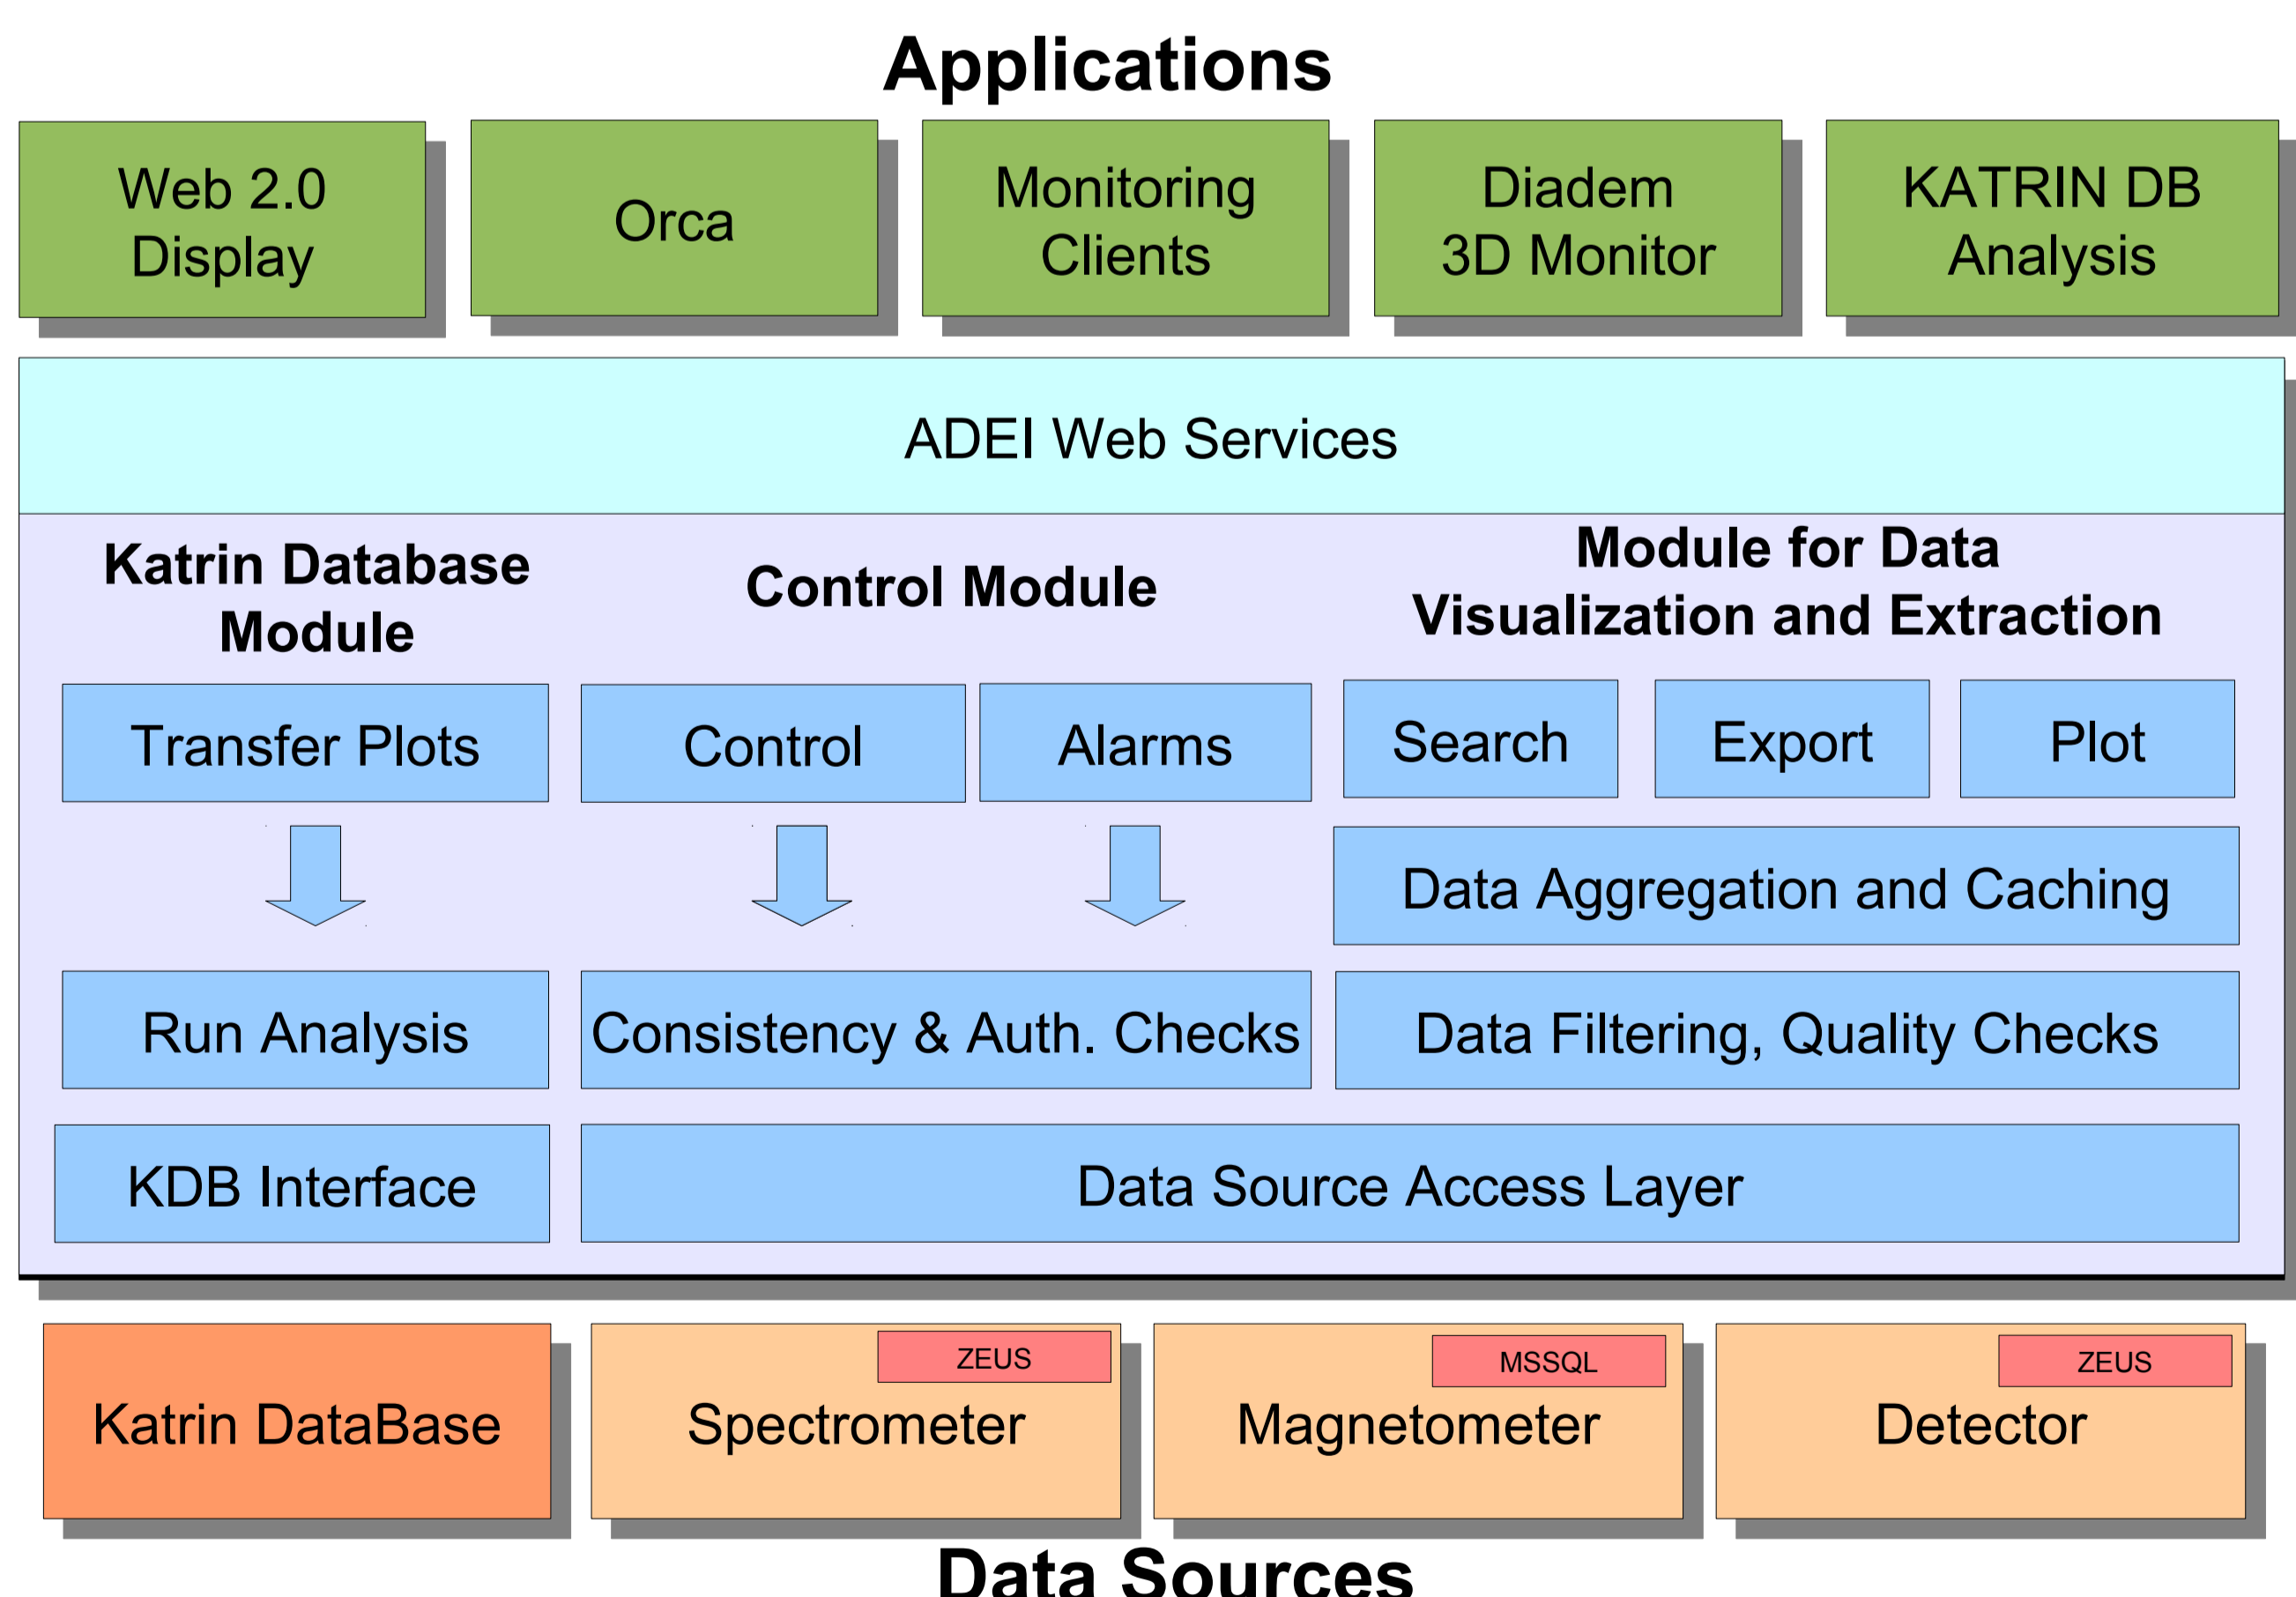 Applications
Web 2.0
Display
Orca
Monitoring
Clients
Diadem
3D Monitor
KATRIN DB
Analysis
ADEI Web Services
Katrin Database
Module
Control Module
Module for Data
Visualization and Extraction
Transfer Plots
Control
Alarms
Search
Export
Plot
Data Aggregation and Caching
Run Analysis
Consistency & Auth. Checks
Data Filtering, Quality Checks
KDB Interface
Data Source Access Layer
Katrin DataBase
ZEUS
Spectrometer
MSSQL
Magnetometer
ZEUS
Detector
Data Sources